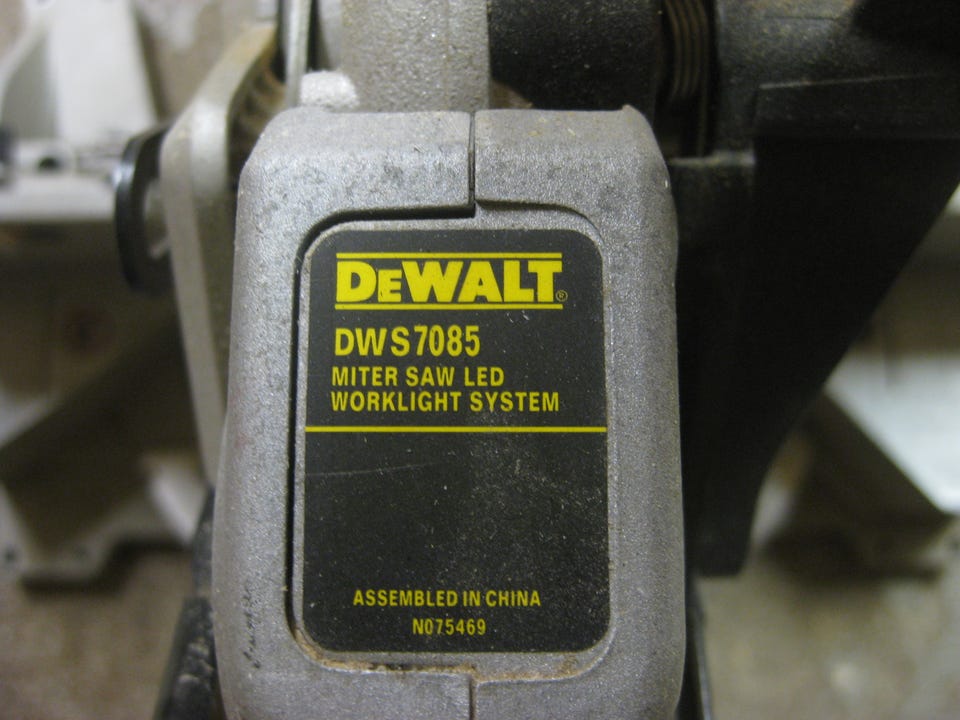 DEWALT®
DWS7085
MITER SAW LED
WORKLIGHT SYSTEM
ASSEMBLED IN CHINA
N075469